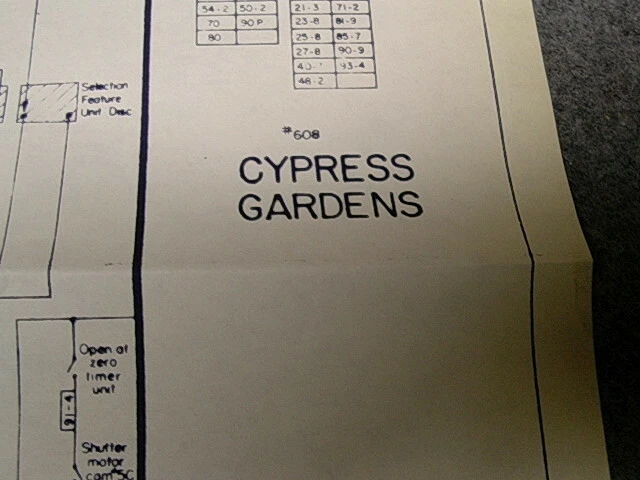 54-2 50-2
70 90P
80
21-3 71-2
23-8 81-9
25-8 85-7
27-8 90-9
93-4
48-2
Selection
Feature
Unit Disc
#608
CYPRESS
GARDENS
Open at
zero
timer
unit
91-4
Shutter
motor
cam 5C